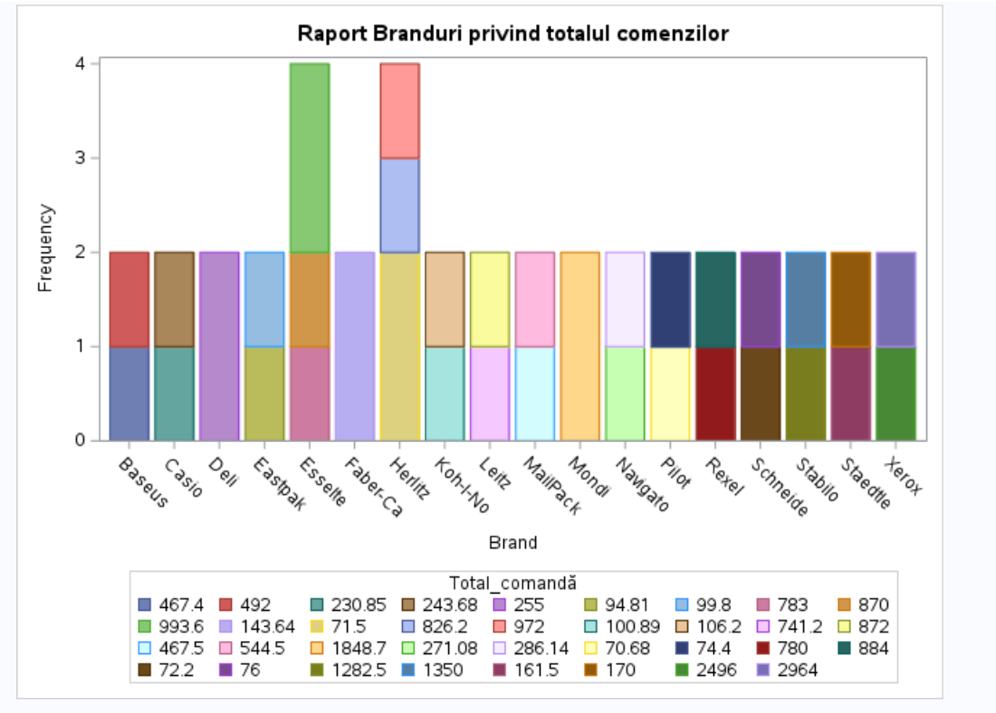 Raport Branduri privind totalul comenzilor
4
3
2
1
0
Frequency
Baseus Casio Deli Eastpak Esselte Faber-Ca Herlitz Koh-I-No Leitz MailPack Mondi Navigato Pilot Rexel Schneide Stabilo Staedtle Xerox
Brand
Total_comandă
467.4 492 230.85 243.68 255 94.81 99.8 783 870
993.6 143.64 71.5 826.2 972 100.89 106.2 741.2 872
467.5 544.5 1848.7 271.08 286.14 70.68 74.4 780 884
72.2 76 1282.5 1350 161.5 170 2496 2964